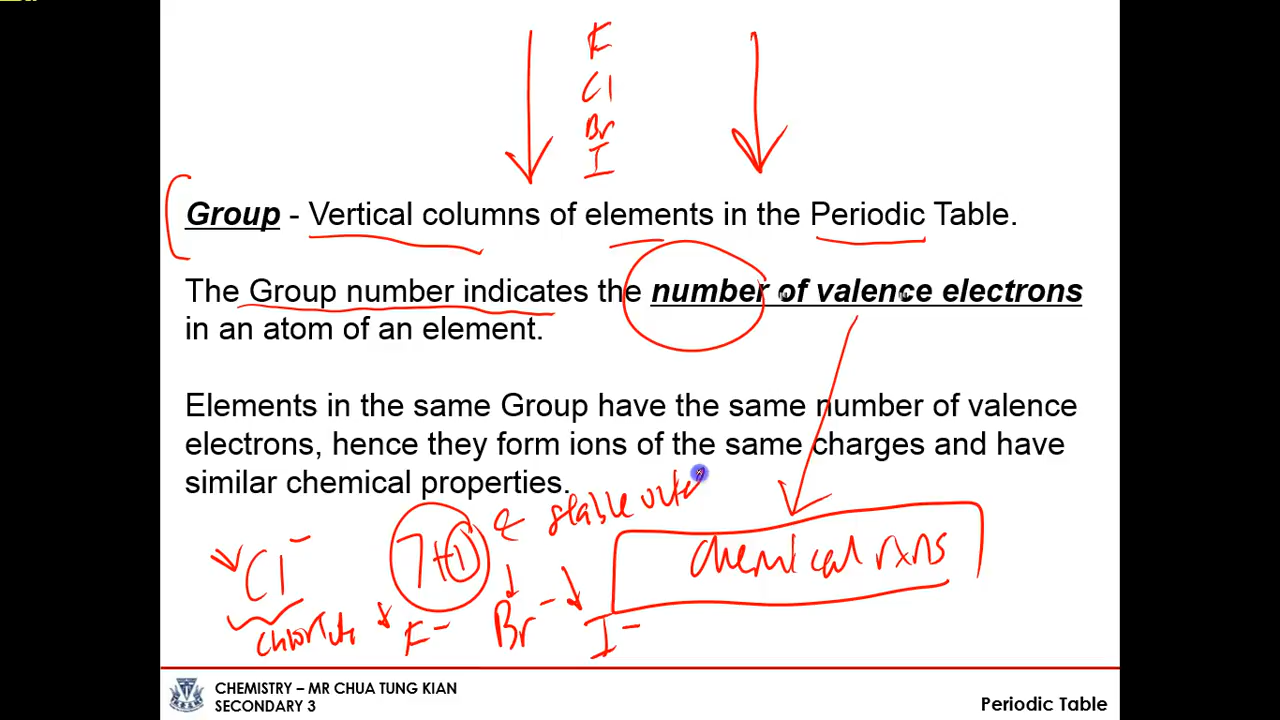 F
Cl
Br
I
Group - Vertical columns of elements in the Periodic Table.
The Group number indicates the number of valence electrons
in an atom of an element.
Elements in the same Group have the same number of valence
electrons, hence they form ions of the same charges and have
similar chemical properties.
stable oute
7+1
chemical rxns
Cl⁻
chloride
F⁻ Br⁻ I⁻
CHEMISTRY – MR CHUA TUNG KIAN
SECONDARY 3
Periodic Table